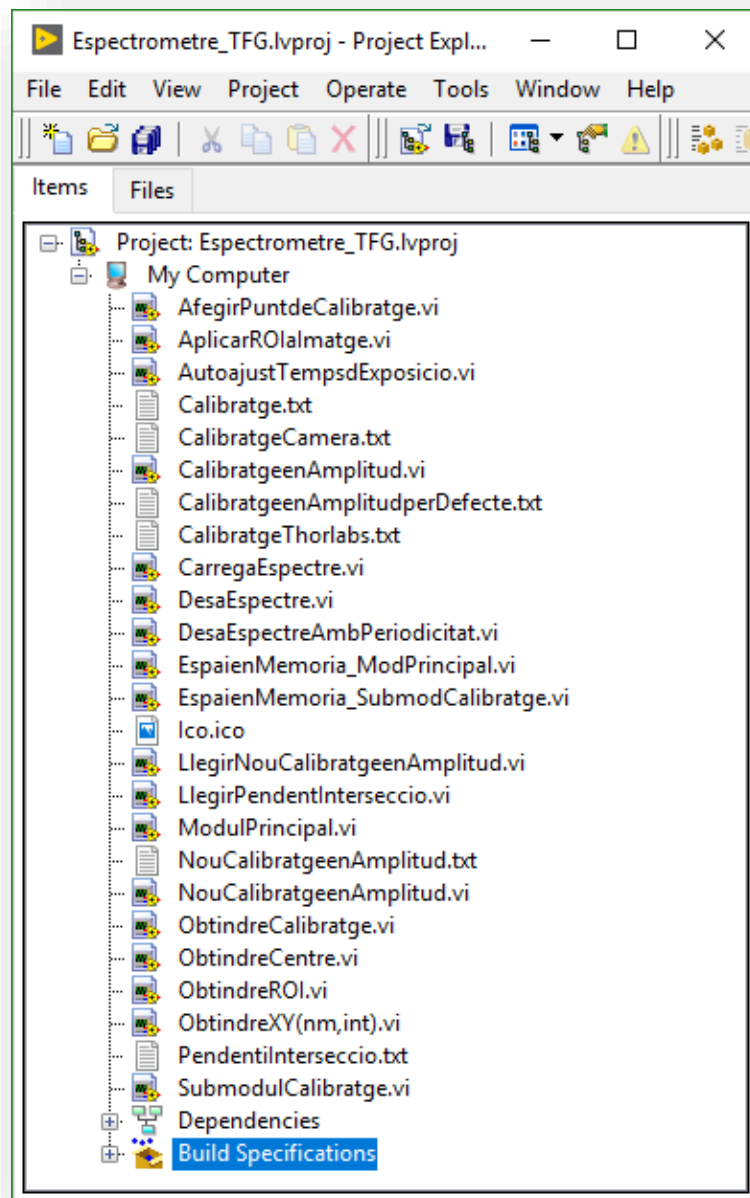 Espectrometre_TFG.lvproj - Project Expl...
File Edit View Project Operate Tools Window Help
Items Files
Project: Espectrometre_TFG.lvproj
My Computer
AfegirPuntdeCalibratge.vi
AplicarROIaImatge.vi
AutoajustTempsdExposicio.vi
Calibratge.txt
CalibratgeCamera.txt
CalibratgeenAmplitud.vi
CalibratgeenAmplitudperDefecte.txt
CalibratgeThorlabs.txt
CarregaEspectre.vi
DesaEspectre.vi
DesaEspectreAmbPeriodicitat.vi
EspaienMemoria_ModPrincipal.vi
EspaienMemoria_SubmodCalibratge.vi
Ico.ico
LlegirNouCalibratgeenAmplitud.vi
LlegirPendentInterseccio.vi
ModulPrincipal.vi
NouCalibratgeenAmplitud.txt
NouCalibratgeenAmplitud.vi
ObtindreCalibratge.vi
ObtindreCentre.vi
ObtindreROI.vi
ObtindreXY(nm,int).vi
PendentiInterseccio.txt
SubmodulCalibratge.vi
Dependencies
Build Specifications